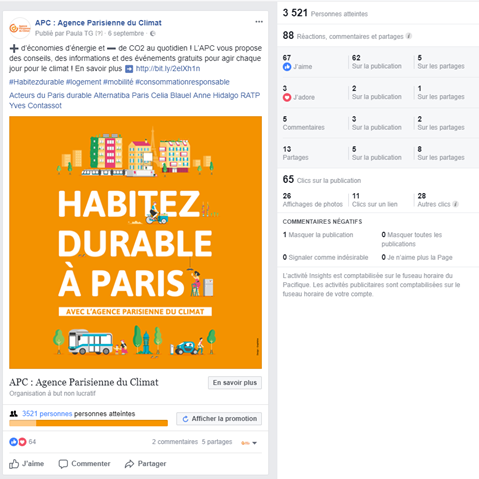 APC : Agence Parisienne du Climat
Publié par Paula TG [?] · 6 septembre ·
➕ d'économies d'énergie et ➖ de CO2 au quotidien ! L'APC vous propose
des conseils, des informations et des événements gratuits pour agir chaque
jour pour le climat ! En savoir plus ➡ http://bit.ly/2eIXh1n
#Habitezdurable #logement #mobilité #consommationresponsable
Acteurs du Paris durable Alternatiba Paris Celia Blauel Anne Hidalgo RATP
Yves Contassot
HABITEZ
DURABLE
À PARIS
AVEC L'AGENCE PARISIENNE DU CLIMAT
APC : Agence Parisienne du Climat
Organisation à but non lucratif
En savoir plus
3521 personnes personnes atteintes
Afficher la promotion
64
2 commentaires 5 partages
J'aime
Commenter
Partager
3 521 Personnes atteintes
88 Réactions, commentaires et partages
67 62 5
J'aime Sur la publication Sur les partages
3 2 1
J'adore Sur la publication Sur les partages
5 3 2
Commentaires Sur la publication Sur les partages
13 5 8
Partages Sur la publication Sur les partages
65 Clics sur la publication
26 11 28
Affichages de photos Clics sur un lien Autres clics
COMMENTAIRES NÉGATIFS
1 Masquer la publication 0 Masquer toutes les
publications
0 Signaler comme indésirable 0 Je n'aime plus la Page
L'activité Insights est comptabilisée sur le fuseau horaire du
Pacifique. Les activités publicitaires sont comptabilisées sur le
fuseau horaire de votre compte.